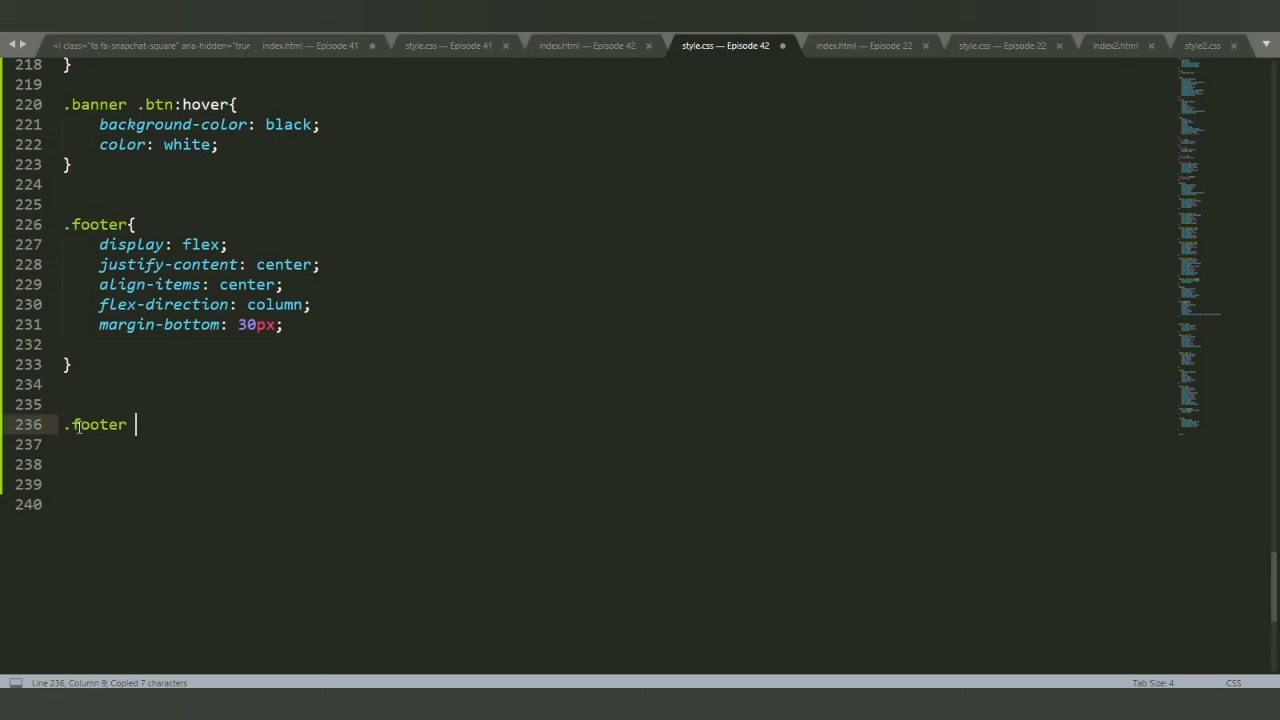 <i class="fa fa-snapchat-square" aria-hidden="true index.html — Episode 41 style.css — Episode 41 index.html — Episode 42 style.css — Episode 42 index.html — Episode 22 style.css — Episode 22 index2.html style2.css
218 }
219
220 .banner .btn:hover{
221 background-color: black;
222 color: white;
223 }
224
225
226 .footer{
227 display: flex;
228 justify-content: center;
229 align-items: center;
230 flex-direction: column;
231 margin-bottom: 30px;
232
233 }
234
235
236 .footer
237
238
239
240
Line 236, Column 9; Copied 7 characters Tab Size: 4 CSS